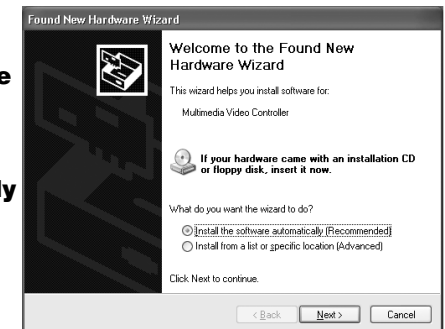 Found New Hardware Wizard
Welcome to the Found New
Hardware Wizard
This wizard helps you install software for:
Multimedia Video Controller
If your hardware came with an installation CD
or floppy disk, insert it now.
What do you want the wizard to do?
Install the software automatically (Recommended)
Install from a list or specific location (Advanced)
Click Next to continue.
< Back
Next >
Cancel